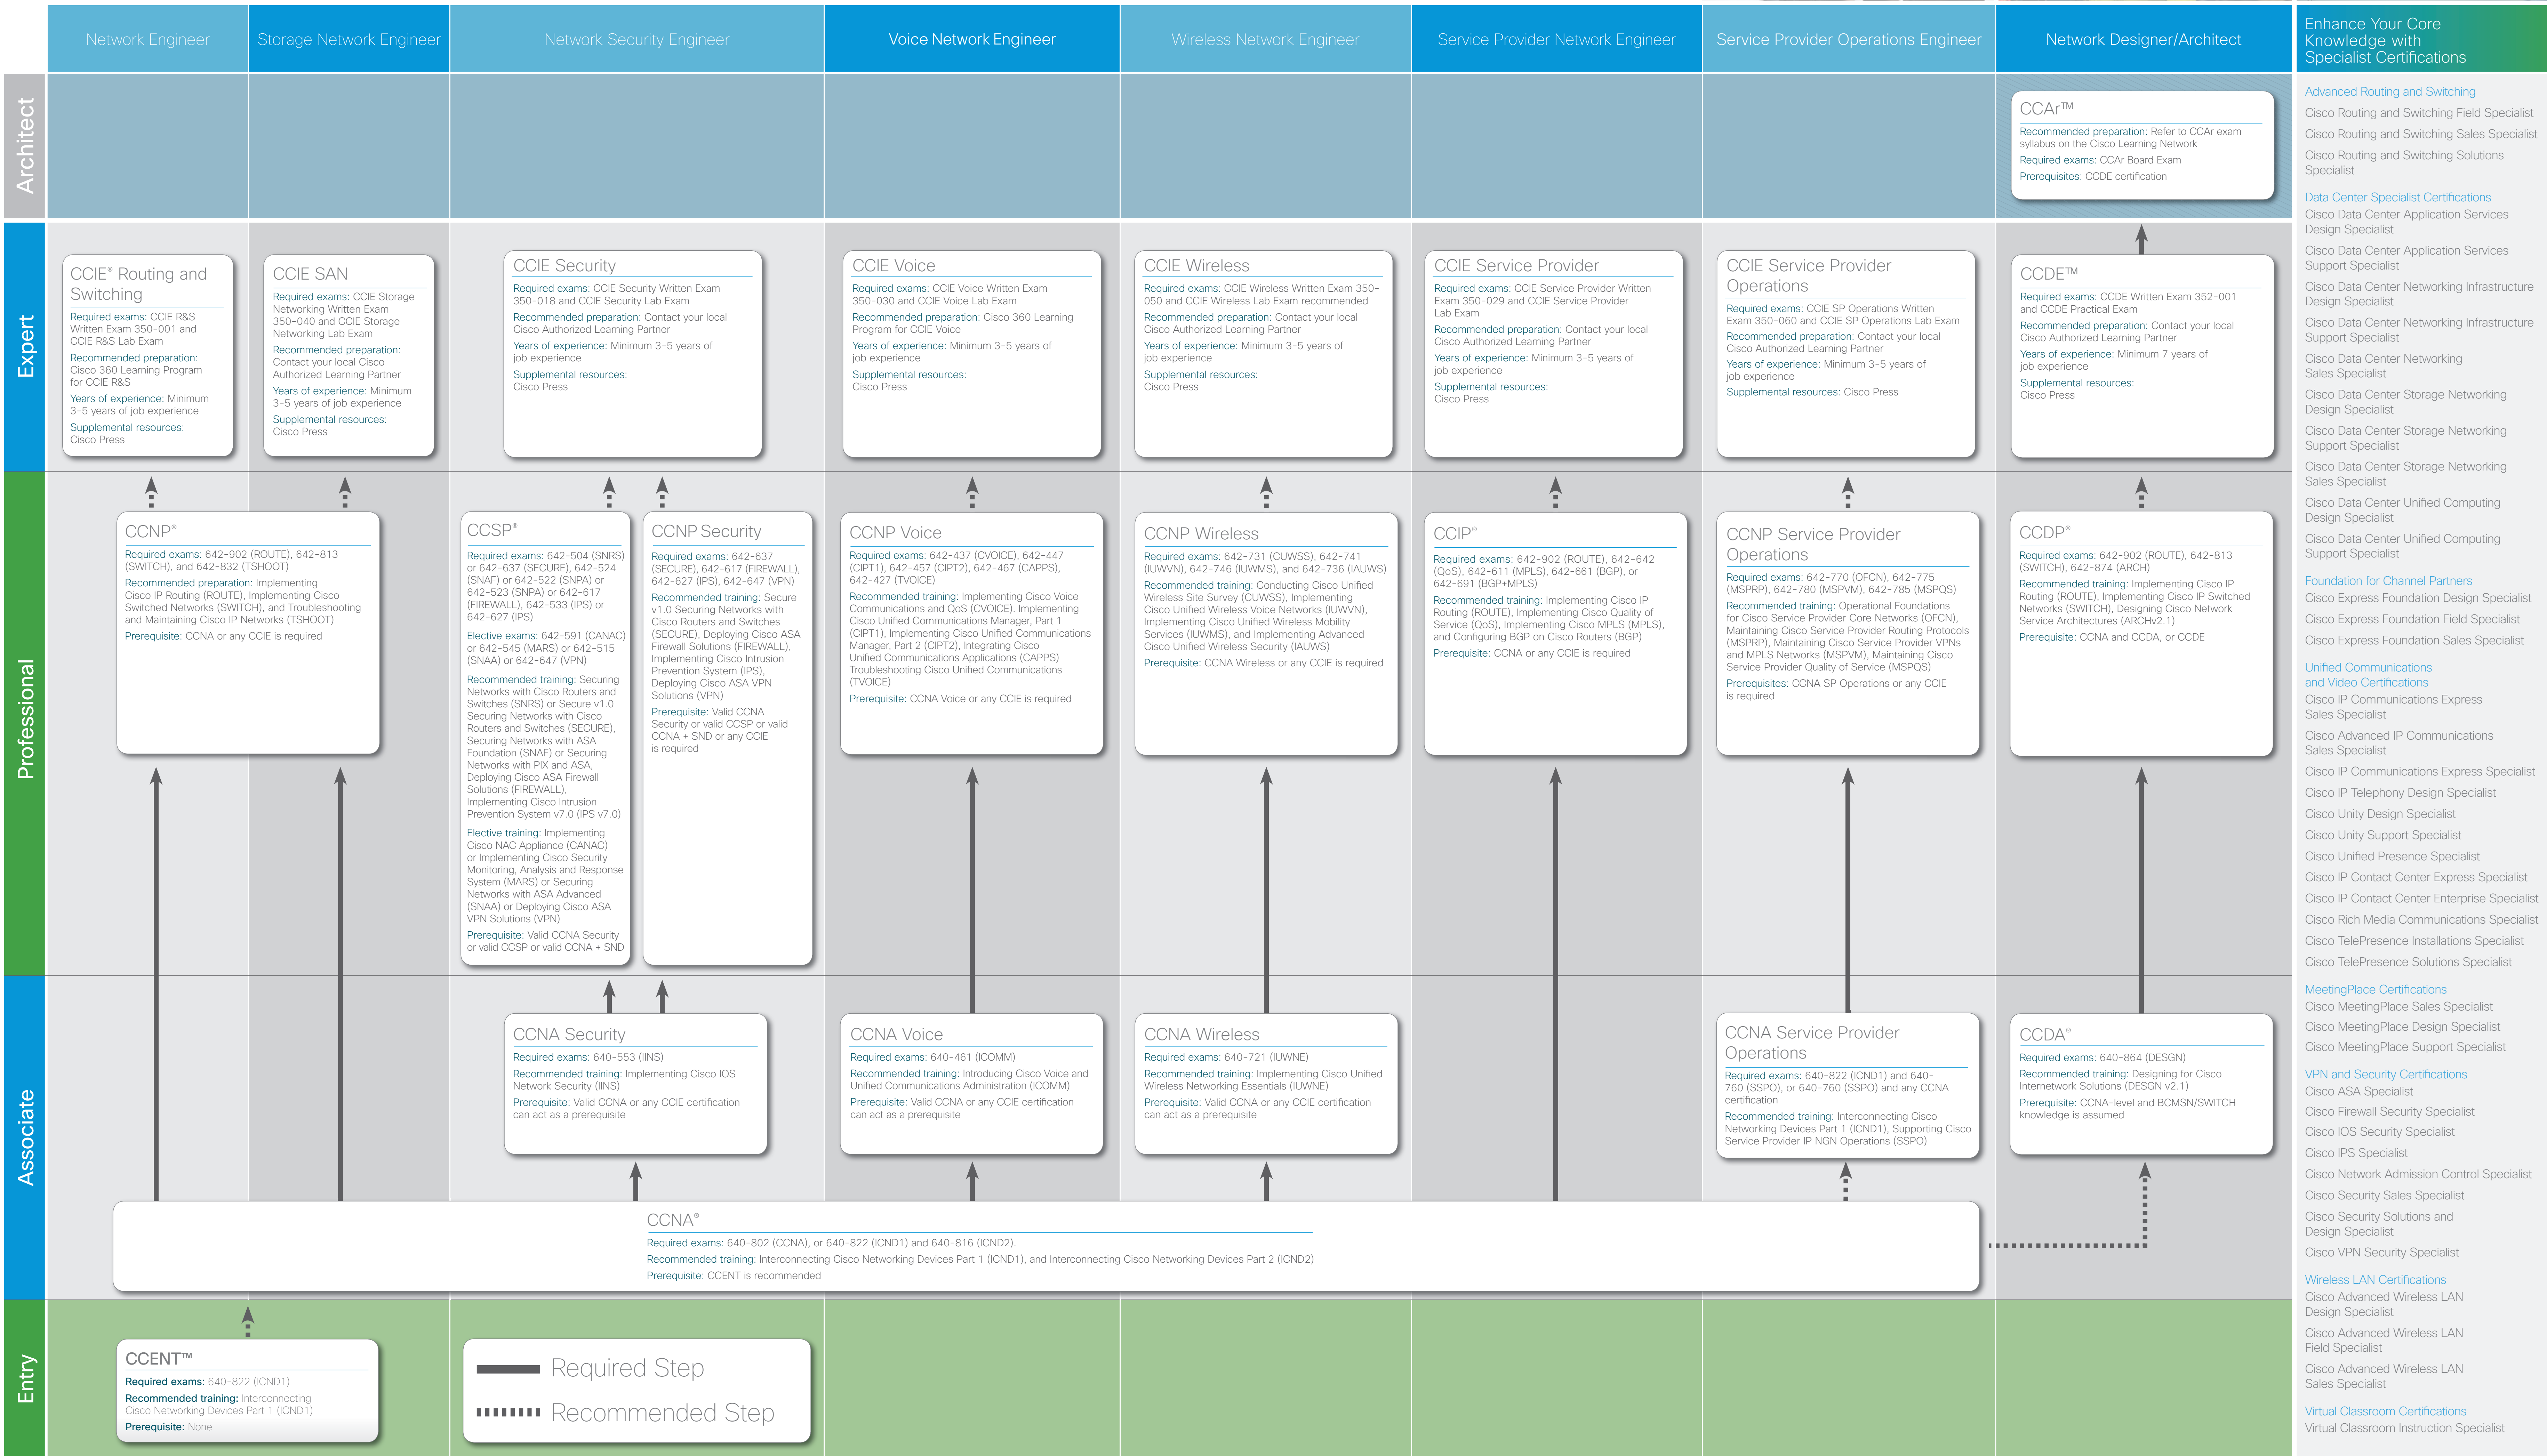 Network Engineer
Storage Network Engineer
Network Security Engineer
Voice Network Engineer
Wireless Network Engineer
Service Provider Network Engineer
Service Provider Operations Engineer
Network Designer/Architect
Enhance Your Core
Knowledge with
Specialist Certifications
Architect
CCAr™
Recommended preparation: Refer to CCAr exam
syllabus on the Cisco Learning Network
Required exams: CCAr Board Exam
Prerequisites: CCDE certification
Expert
CCIE® Routing and
Switching
Required exams: CCIE R&S
Written Exam 350-001 and
CCIE R&S Lab Exam
Recommended preparation:
Cisco 360 Learning Program
for CCIE R&S
Years of experience: Minimum
3-5 years of job experience
Supplemental resources:
Cisco Press
CCIE SAN
Required exams: CCIE Storage
Networking Written Exam
350-040 and CCIE Storage
Networking Lab Exam
Recommended preparation:
Contact your local Cisco
Authorized Learning Partner
Years of experience: Minimum
3-5 years of job experience
Supplemental resources:
Cisco Press
CCIE Security
Required exams: CCIE Security Written Exam
350-018 and CCIE Security Lab Exam
Recommended preparation: Contact your local
Cisco Authorized Learning Partner
Years of experience: Minimum 3-5 years of
job experience
Supplemental resources:
Cisco Press
CCIE Voice
Required exams: CCIE Voice Written Exam
350-030 and CCIE Voice Lab Exam
Recommended preparation: Cisco 360 Learning
Program for CCIE Voice
Years of experience: Minimum 3-5 years of
job experience
Supplemental resources:
Cisco Press
CCIE Wireless
Required exams: CCIE Wireless Written Exam 350-
050 and CCIE Wireless Lab Exam recommended
Recommended preparation: Contact your local
Cisco Authorized Learning Partner
Years of experience: Minimum 3-5 years of
job experience
Supplemental resources:
Cisco Press
CCIE Service Provider
Required exams: CCIE Service Provider Written
Exam 350-029 and CCIE Service Provider
Lab Exam
Recommended preparation: Contact your local
Cisco Authorized Learning Partner
Years of experience: Minimum 3-5 years of
job experience
Supplemental resources:
Cisco Press
CCIE Service Provider
Operations
Required exams: CCIE SP Operations Written
Exam 350-060 and CCIE SP Operations Lab Exam
Recommended preparation: Contact your local
Cisco Authorized Learning Partner
Years of experience: Minimum 3-5 years of
job experience
Supplemental resources: Cisco Press
CCDE™
Required exams: CCDE Written Exam 352-001
and CCDE Practical Exam
Recommended preparation: Contact your local
Cisco Authorized Learning Partner
Years of experience: Minimum 7 years of
job experience
Supplemental resources:
Cisco Press
Professional
CCNP®
Required exams: 642-902 (ROUTE), 642-813
(SWITCH), and 642-832 (TSHOOT)
Recommended preparation: Implementing
Cisco IP Routing (ROUTE), Implementing Cisco
Switched Networks (SWITCH), and Troubleshooting
and Maintaining Cisco IP Networks (TSHOOT)
Prerequisite: CCNA or any CCIE is required
CCSP®
Required exams: 642-504 (SNRS)
or 642-637 (SECURE), 642-524
(SNAF) or 642-522 (SNPA) or
642-523 (SNPA) or 642-617
(FIREWALL), 642-533 (IPS) or
642-627 (IPS)
Elective exams: 642-591 (CANAC)
or 642-545 (MARS) or 642-515
(SNAA) or 642-647 (VPN)
Recommended training: Securing
Networks with Cisco Routers and
Switches (SNRS) or Secure v1.0
Securing Networks with Cisco
Routers and Switches (SECURE),
Securing Networks with ASA
Foundation (SNAF) or Securing
Networks with PIX and ASA,
Deploying Cisco ASA Firewall
Solutions (FIREWALL),
Implementing Cisco Intrusion
Prevention System v7.0 (IPS v7.0)
Elective training: Implementing
Cisco NAC Appliance (CANAC)
or Implementing Cisco Security
Monitoring, Analysis and Response
System (MARS) or Securing
Networks with ASA Advanced
(SNAA) or Deploying Cisco ASA
VPN Solutions (VPN)
Prerequisite: Valid CCNA Security
or valid CCSP or valid CCNA + SND
CCNP Security
Required exams: 642-637
(SECURE), 642-617 (FIREWALL),
642-627 (IPS), 642-647 (VPN)
Recommended training: Secure
v1.0 Securing Networks with
Cisco Routers and Switches
(SECURE), Deploying Cisco ASA
Firewall Solutions (FIREWALL),
Implementing Cisco Intrusion
Prevention System (IPS),
Deploying Cisco ASA VPN
Solutions (VPN)
Prerequisite: Valid CCNA
Security or valid CCSP or valid
CCNA + SND or any CCIE
is required
CCNP Voice
Required exams: 642-437 (CVOICE), 642-447
(CIPT1), 642-457 (CIPT2), 642-467 (CAPPS),
642-427 (TVOICE)
Recommended training: Implementing Cisco Voice
Communications and QoS (CVOICE). Implementing
Cisco Unified Communications Manager, Part 1
(CIPT1), Implementing Cisco Unified Communications
Manager, Part 2 (CIPT2), Integrating Cisco
Unified Communications Applications (CAPPS)
Troubleshooting Cisco Unified Communications
(TVOICE)
Prerequisite: CCNA Voice or any CCIE is required
CCNP Wireless
Required exams: 642-731 (CUWSS), 642-741
(IUWVN), 642-746 (IUWMS), and 642-736 (IAUWS)
Recommended training: Conducting Cisco Unified
Wireless Site Survey (CUWSS), Implementing
Cisco Unified Wireless Voice Networks (IUWVN),
Implementing Cisco Unified Wireless Mobility
Services (IUWMS), and Implementing Advanced
Cisco Unified Wireless Security (IAUWS)
Prerequisite: CCNA Wireless or any CCIE is required
CCIP®
Required exams: 642-902 (ROUTE), 642-642
(QoS), 642-611 (MPLS), 642-661 (BGP), or
642-691 (BGP+MPLS)
Recommended training: Implementing Cisco IP
Routing (ROUTE), Implementing Cisco Quality of
Service (QoS), Implementing Cisco MPLS (MPLS),
and Configuring BGP on Cisco Routers (BGP)
Prerequisite: CCNA or any CCIE is required
CCNP Service Provider
Operations
Required exams: 642-770 (OFCN), 642-775
(MSPRP), 642-780 (MSPVM), 642-785 (MSPQS)
Recommended training: Operational Foundations
for Cisco Service Provider Core Networks (OFCN),
Maintaining Cisco Service Provider Routing Protocols
(MSPRP), Maintaining Cisco Service Provider VPNs
and MPLS Networks (MSPVM), Maintaining Cisco
Service Provider Quality of Service (MSPQS)
Prerequisites: CCNA SP Operations or any CCIE
is required
CCDP®
Required exams: 642-902 (ROUTE), 642-813
(SWITCH), 642-874 (ARCH)
Recommended training: Implementing Cisco IP
Routing (ROUTE), Implementing Cisco IP Switched
Networks (SWITCH), Designing Cisco Network
Service Architectures (ARCHv2.1)
Prerequisite: CCNA and CCDA, or CCDE
Associate
CCNA Security
Required exams: 640-553 (IINS)
Recommended training: Implementing Cisco IOS
Network Security (IINS)
Prerequisite: Valid CCNA or any CCIE certification
can act as a prerequisite
CCNA Voice
Required exams: 640-461 (ICOMM)
Recommended training: Introducing Cisco Voice and
Unified Communications Administration (ICOMM)
Prerequisite: Valid CCNA or any CCIE certification
can act as a prerequisite
CCNA Wireless
Required exams: 640-721 (IUWNE)
Recommended training: Implementing Cisco Unified
Wireless Networking Essentials (IUWNE)
Prerequisite: Valid CCNA or any CCIE certification
can act as a prerequisite
CCNA Service Provider
Operations
Required exams: 640-822 (ICND1) and 640-
760 (SSPO), or 640-760 (SSPO) and any CCNA
certification
Recommended training: Interconnecting Cisco
Networking Devices Part 1 (ICND1), Supporting Cisco
Service Provider IP NGN Operations (SSPO)
CCDA®
Required exams: 640-864 (DESGN)
Recommended training: Designing for Cisco
Internetwork Solutions (DESGN v2.1)
Prerequisite: CCNA-level and BCMSN/SWITCH
knowledge is assumed
CCNA®
Required exams: 640-802 (CCNA), or 640-822 (ICND1) and 640-816 (ICND2).
Recommended training: Interconnecting Cisco Networking Devices Part 1 (ICND1), and Interconnecting Cisco Networking Devices Part 2 (ICND2)
Prerequisite: CCENT is recommended
Entry
CCENT™
Required exams: 640-822 (ICND1)
Recommended training: Interconnecting
Cisco Networking Devices Part 1 (ICND1)
Prerequisite: None
Required Step
Recommended Step
Advanced Routing and Switching
Cisco Routing and Switching Field Specialist
Cisco Routing and Switching Sales Specialist
Cisco Routing and Switching Solutions
Specialist
Data Center Specialist Certifications
Cisco Data Center Application Services
Design Specialist
Cisco Data Center Application Services
Support Specialist
Cisco Data Center Networking Infrastructure
Design Specialist
Cisco Data Center Networking Infrastructure
Support Specialist
Cisco Data Center Networking
Sales Specialist
Cisco Data Center Storage Networking
Design Specialist
Cisco Data Center Storage Networking
Support Specialist
Cisco Data Center Storage Networking
Sales Specialist
Cisco Data Center Unified Computing
Design Specialist
Cisco Data Center Unified Computing
Support Specialist
Foundation for Channel Partners
Cisco Express Foundation Design Specialist
Cisco Express Foundation Field Specialist
Cisco Express Foundation Sales Specialist
Unified Communications
and Video Certifications
Cisco IP Communications Express
Sales Specialist
Cisco Advanced IP Communications
Sales Specialist
Cisco IP Communications Express Specialist
Cisco IP Telephony Design Specialist
Cisco Unity Design Specialist
Cisco Unity Support Specialist
Cisco Unified Presence Specialist
Cisco IP Contact Center Express Specialist
Cisco IP Contact Center Enterprise Specialist
Cisco Rich Media Communications Specialist
Cisco TelePresence Installations Specialist
Cisco TelePresence Solutions Specialist
MeetingPlace Certifications
Cisco MeetingPlace Sales Specialist
Cisco MeetingPlace Design Specialist
Cisco MeetingPlace Support Specialist
VPN and Security Certifications
Cisco ASA Specialist
Cisco Firewall Security Specialist
Cisco IOS Security Specialist
Cisco IPS Specialist
Cisco Network Admission Control Specialist
Cisco Security Sales Specialist
Cisco Security Solutions and
Design Specialist
Cisco VPN Security Specialist
Wireless LAN Certifications
Cisco Advanced Wireless LAN
Design Specialist
Cisco Advanced Wireless LAN
Field Specialist
Cisco Advanced Wireless LAN
Sales Specialist
Virtual Classroom Certifications
Virtual Classroom Instruction Specialist